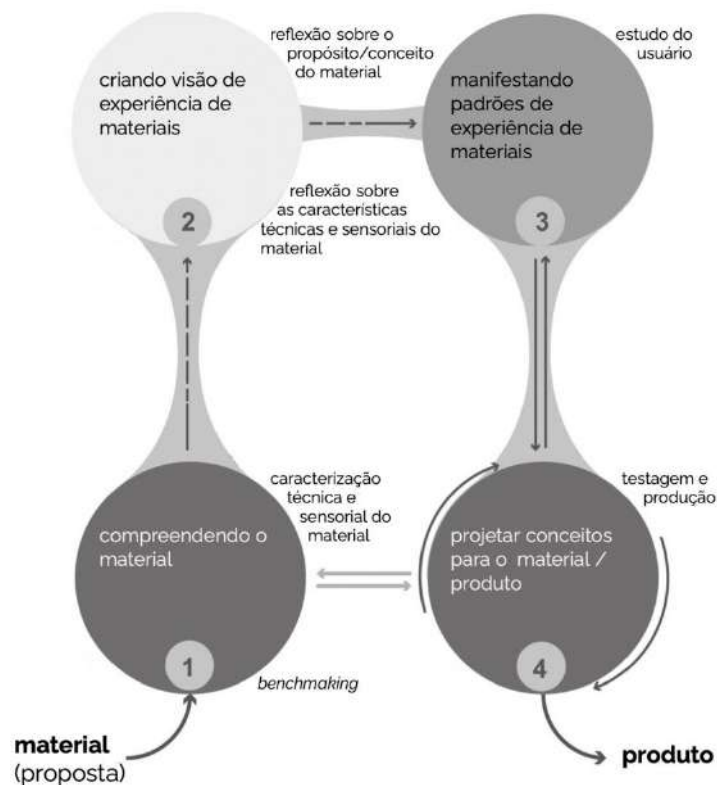 reflexão sobre o
propósito/conceito
do material
estudo do
usuário
criando visão de
experiência de
materiais
manifestando
padrões de
experiência de
materiais
2
reflexão sobre
as características
técnicas e sensoriais do
material
3
caracterização
técnica e
sensorial do
material
testagem e
produção
compreendendo o
material
projetar conceitos
para o material /
produto
1
4
benchmaking
material
(proposta)
produto